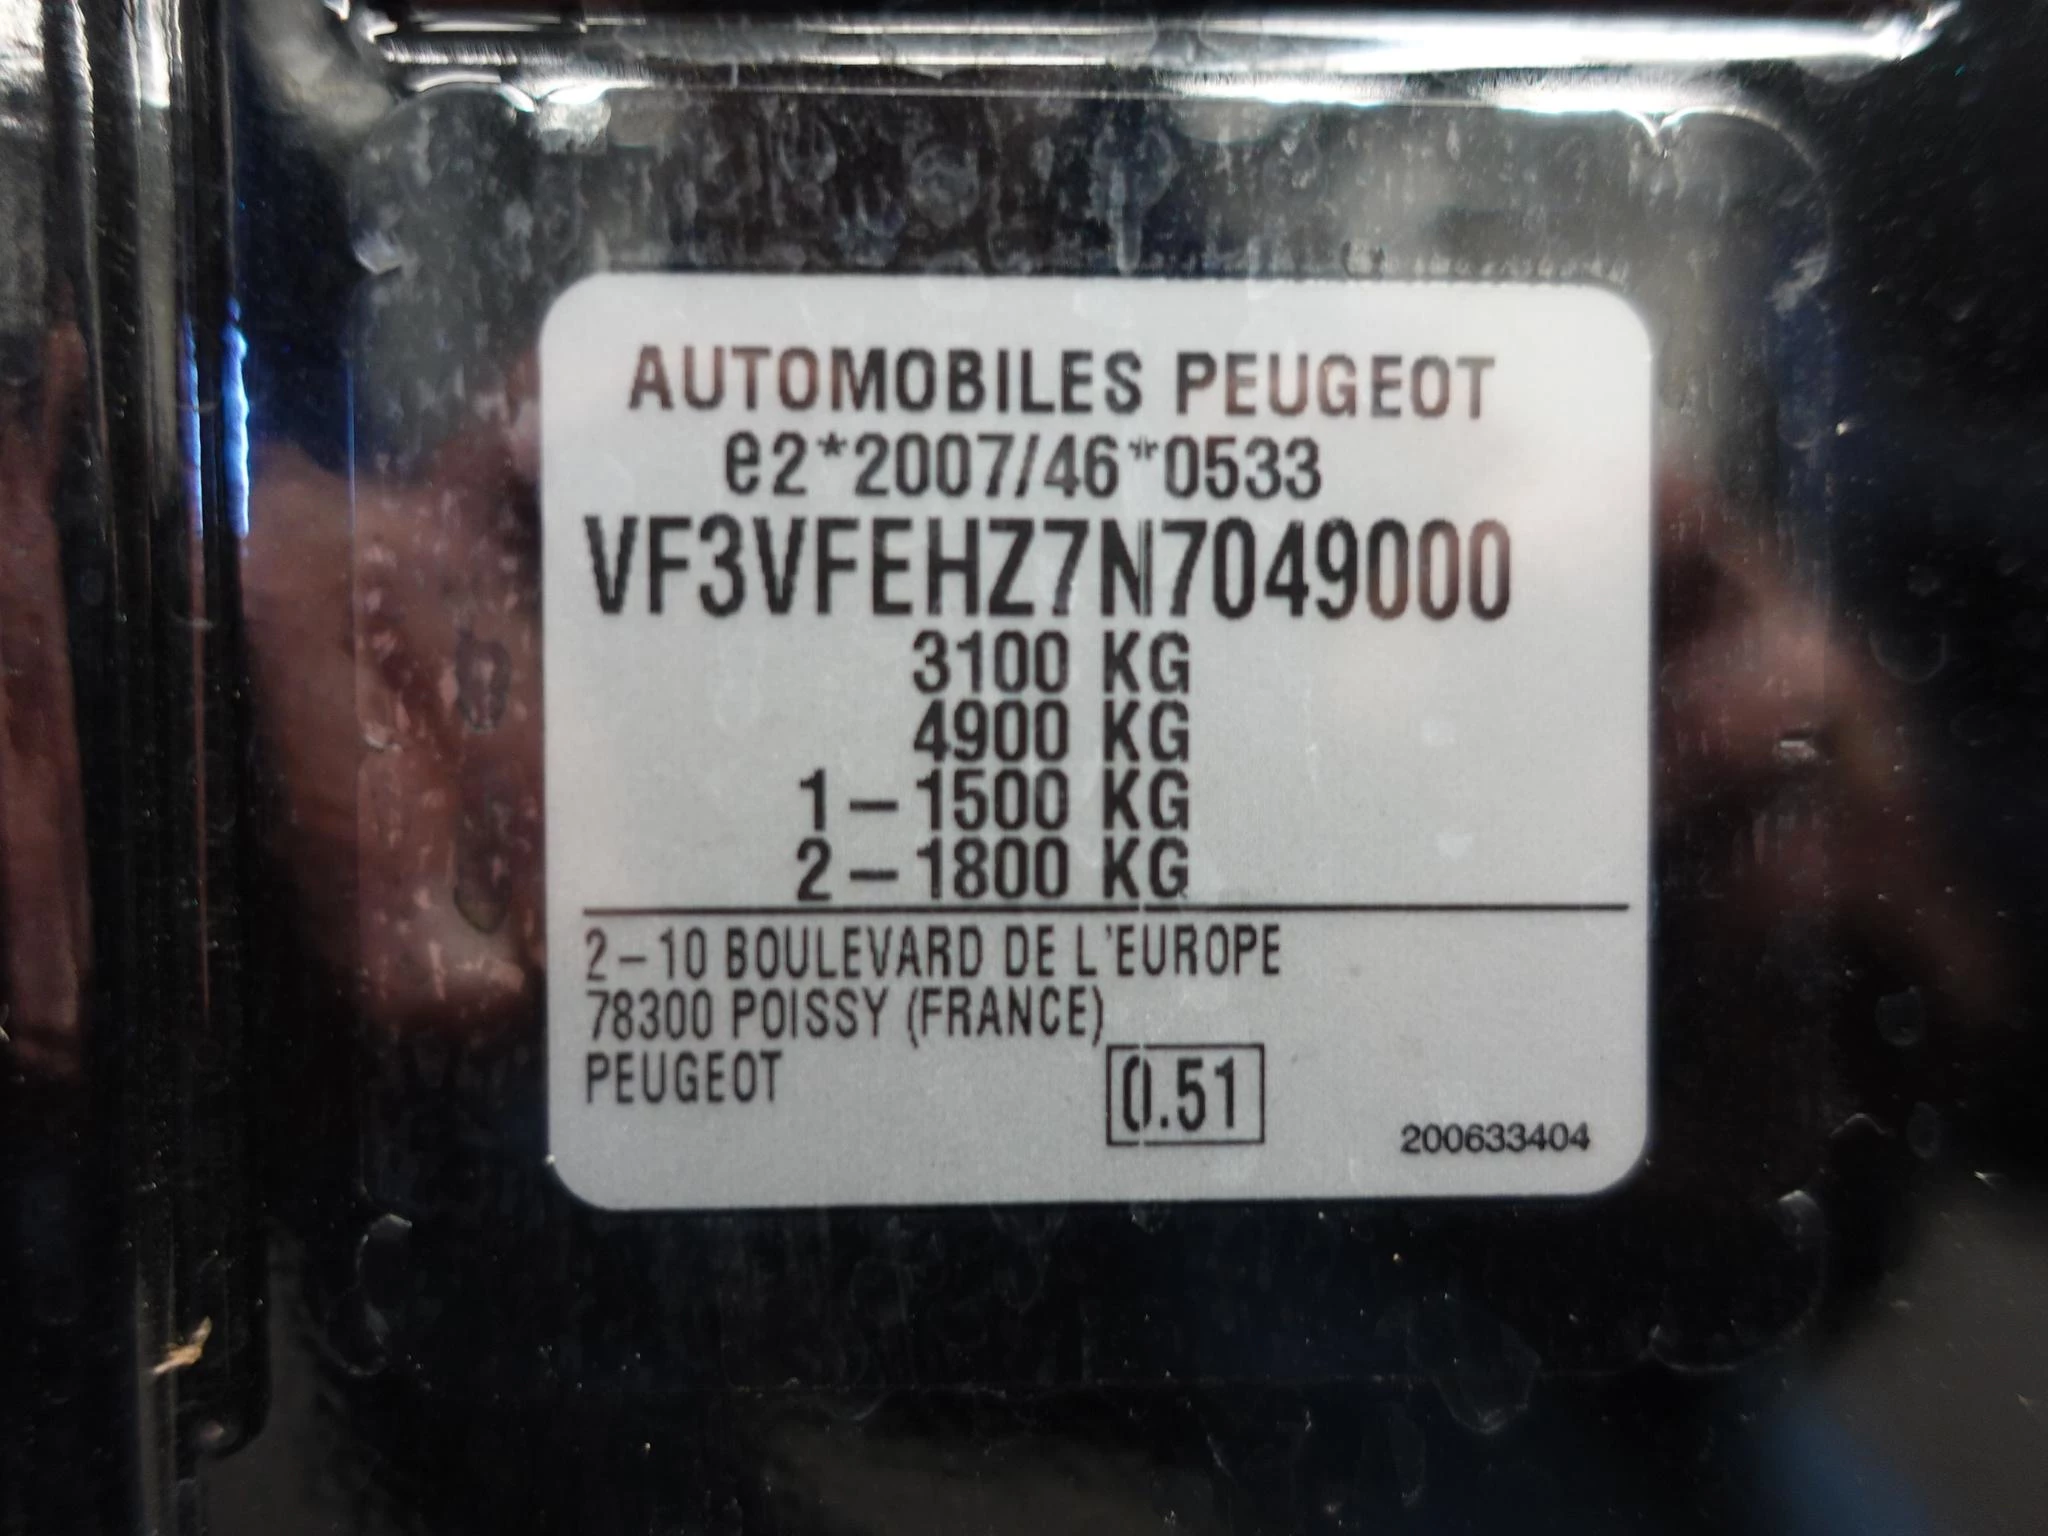 AUTOMOBILES PEUGEOT
e2*2007/46*0533
VF3VFEHZ7N7049000
3100 KG
4900 KG
1-1500 KG
2-1800 KG
2-10 BOULEVARD DE L'EUROPE
78300 POISSY (FRANCE)
PEUGEOT
0.51
200633404